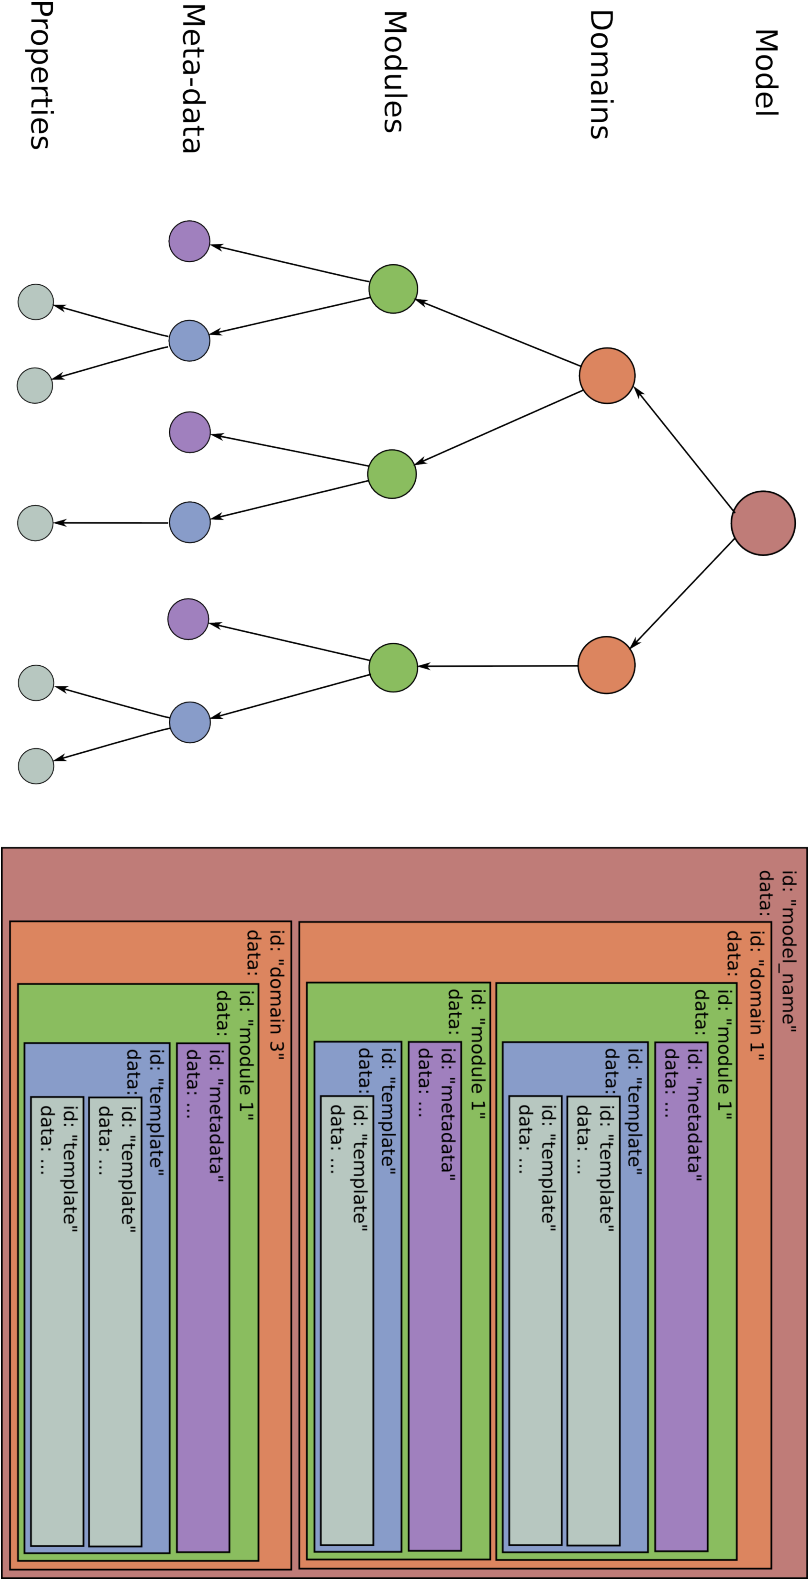 Model
Domains
Modules
Meta-data
Properties
id: "model_name"
data:
id: "domain 1"
data:
id: "module 1"
data:
id: "metadata"
data: ...
id: "template"
data:
id: "template"
data: ...
id: "template"
data: ...
id: "module 1"
data:
id: "metadata"
data: ...
id: "template"
data:
id: "template"
data: ...
id: "domain 3"
data:
id: "module 1"
data:
id: "metadata"
data: ...
id: "template"
data:
id: "template"
data: ...
id: "template"
data: ...